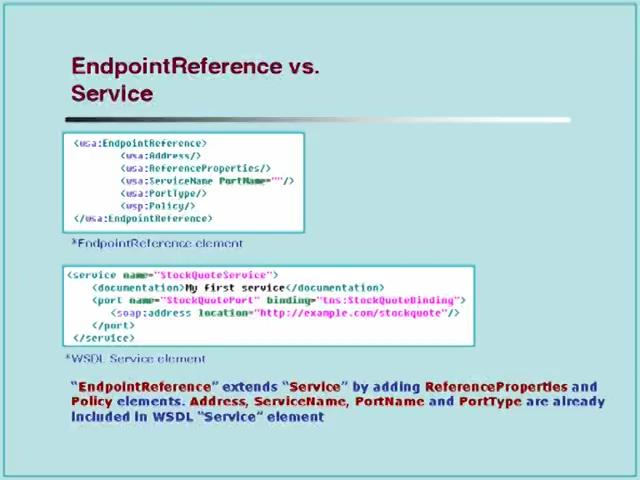 EndpointReference vs.
Service
<wsa:EndpointReference>
<wsa:Address/>
<wsa:ReferenceProperties/>
<wsa:ServiceName PortName=""/>
<wsa:PortType/>
<wsp:Policy/>
</wsa:EndpointReference>
*EndpointReference element
<service name="StockQuoteService">
<documentation>My first service</documentation>
<port name="StockQuotePort" binding="tns:StockQuoteBinding">
<soap:address location="http://example.com/stockquote"/>
</port>
</service>
*WSDL Service element
"EndpointReference" extends "Service" by adding ReferenceProperties and
Policy elements. Address, ServiceName, PortName and PortType are already
included in WSDL "Service" element